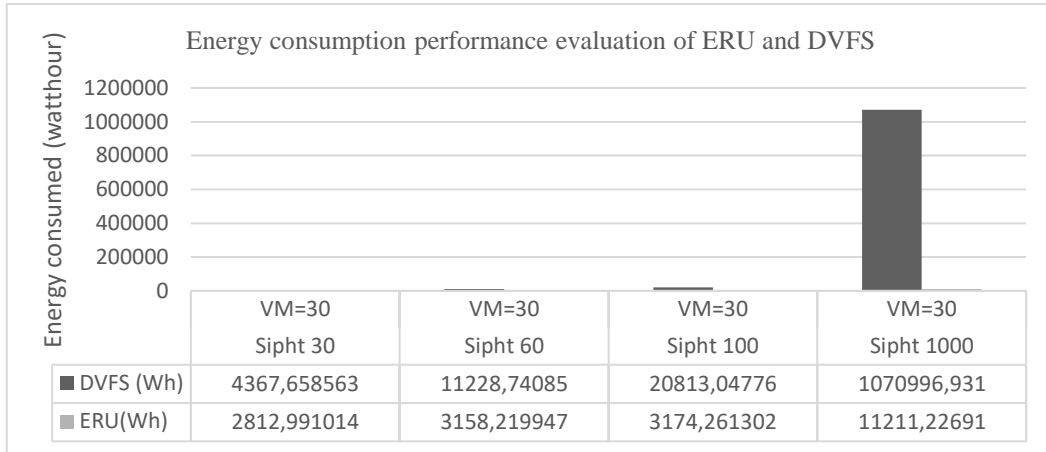 Energy consumption performance evaluation of ERU and DVFS
Energy consumed (watthour)
1200000
1000000
800000
600000
400000
200000
0
VM=30 VM=30 VM=30 VM=30
Sipht 30 Sipht 60 Sipht 100 Sipht 1000
DVFS (Wh) 4367,658563 11228,74085 20813,04776 1070996,931
ERU(Wh) 2812,991014 3158,219947 3174,261302 11211,22691